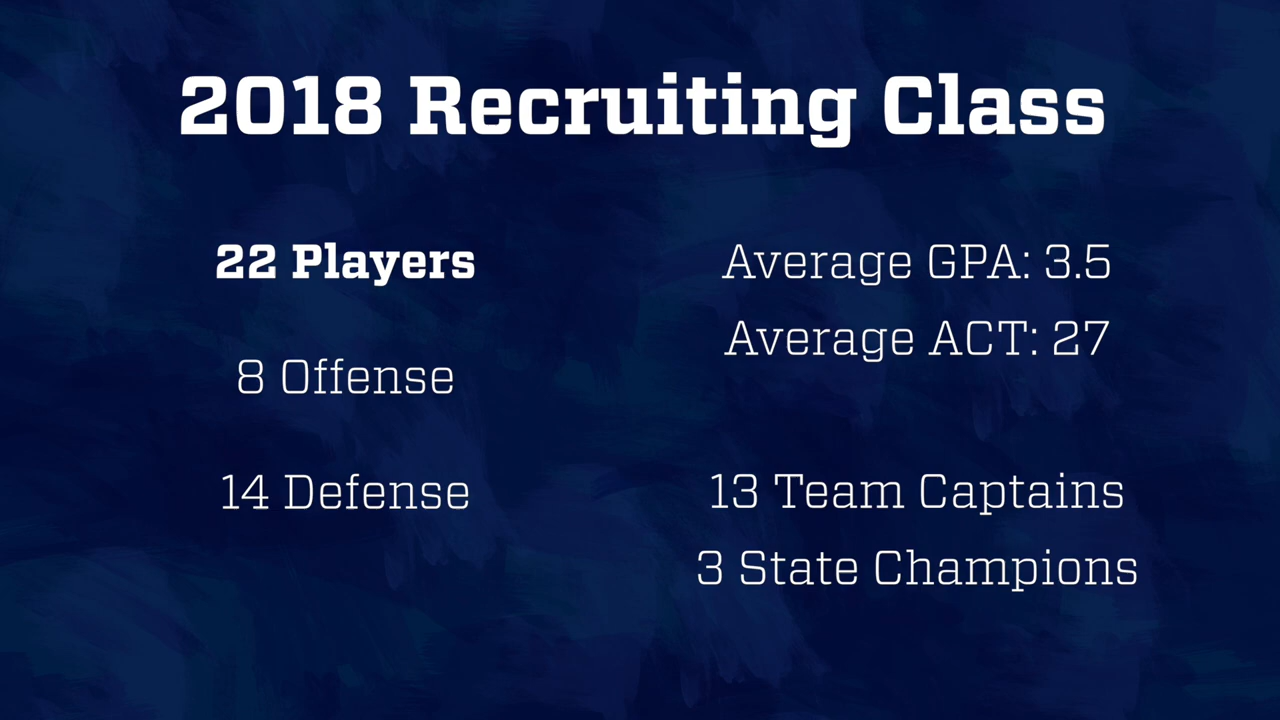 2018 Recruiting Class
22 Players
8 Offense
14 Defense
Average GPA: 3.5
Average ACT: 27
13 Team Captains
3 State Champions